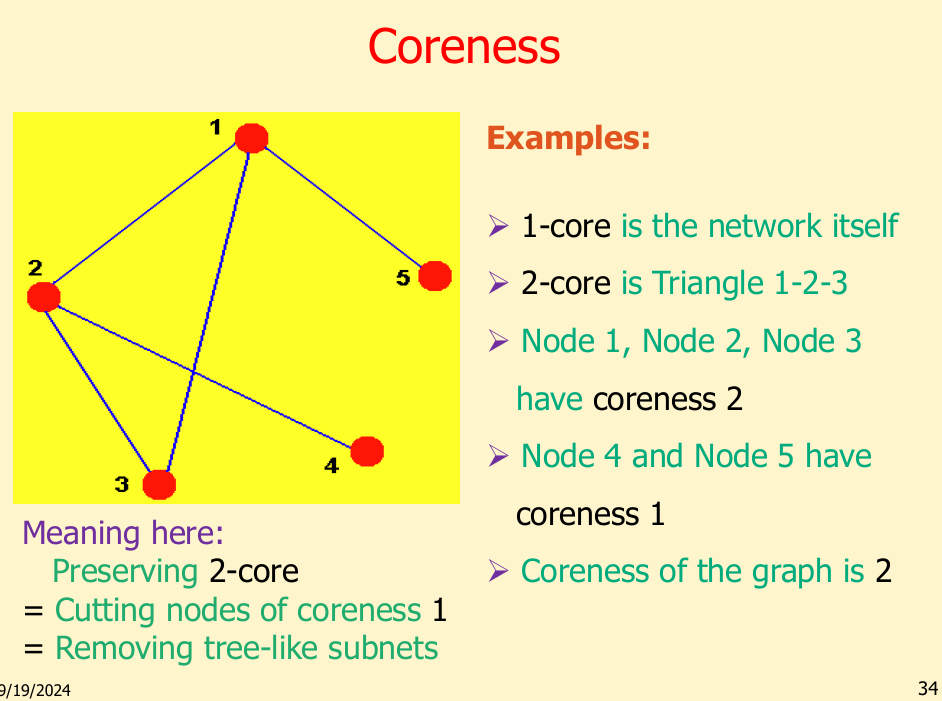 Coreness
1
2
5
4
3
Meaning here:
Preserving 2-core
= Cutting nodes of coreness 1
= Removing tree-like subnets
Examples:
➢ 1-core is the network itself
➢ 2-core is Triangle 1-2-3
➢ Node 1, Node 2, Node 3
have coreness 2
➢ Node 4 and Node 5 have
coreness 1
➢ Coreness of the graph is 2
9/19/2024
34